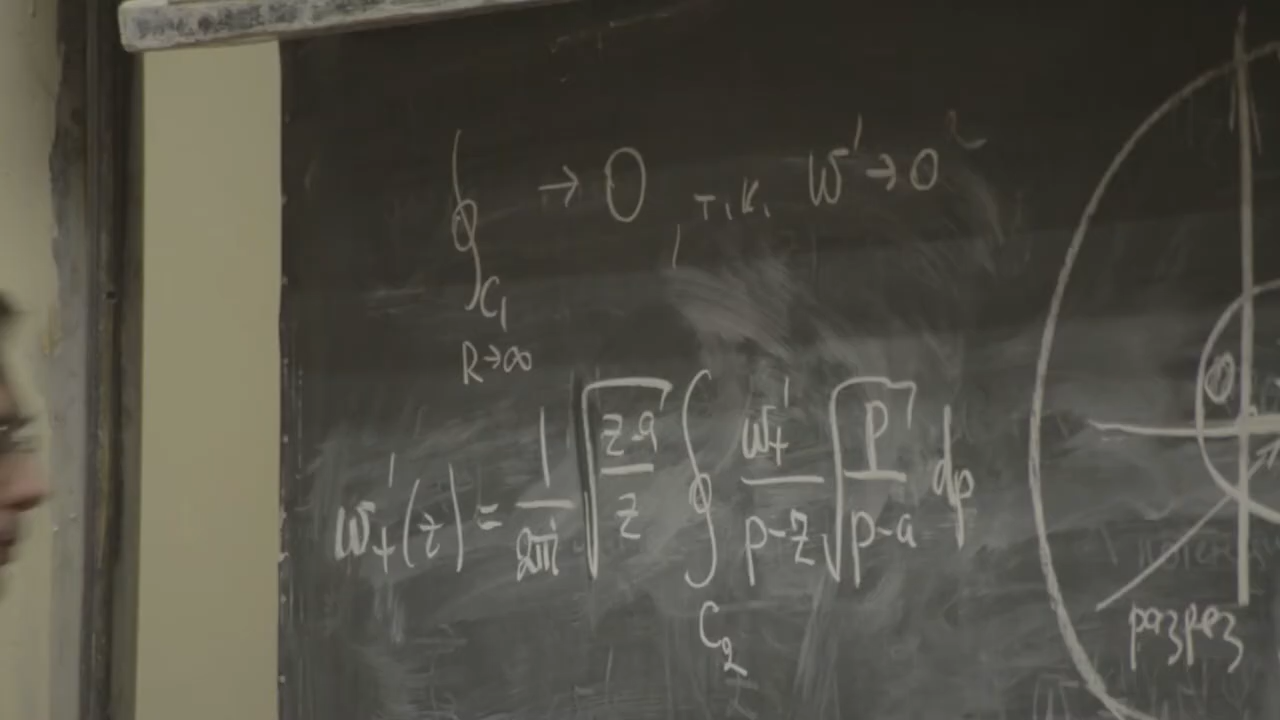 ∮ → 0 т.к. W' → 0
C₁
R→∞
W'₊(z) = 1/2πi √(z-a)/z ∮ W'₊/(p-z) √p/(p-a) dp
C₂
разрез